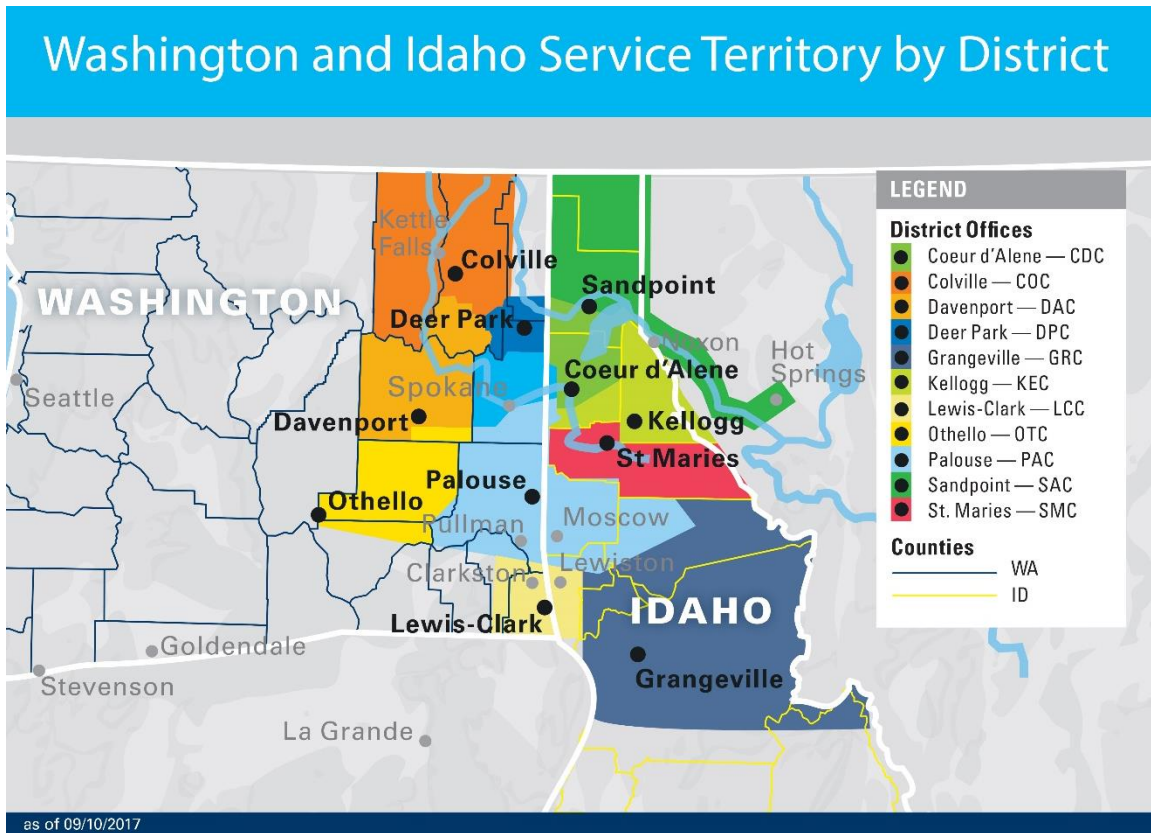 Washington and Idaho Service Territory by District
Kettle
Falls
Colville
WASHINGTON
Sandpoint
Deer Park
Noxon
Hot
Springs
Coeur d'Alene
Seattle
Spokane
Davenport
Kellogg
St Maries
Palouse
Othello
Moscow
Pullman
Clarkston
Lewiston
IDAHO
Lewis-Clark
Goldendale
Grangeville
Stevenson
La Grande
LEGEND
District Offices
Coeur d'Alene — CDC
Colville — COC
Davenport — DAC
Deer Park — DPC
Grangeville — GRC
Kellogg — KEC
Lewis-Clark — LCC
Othello — OTC
Palouse — PAC
Sandpoint — SAC
St. Maries — SMC
Counties
WA
ID
as of 09/10/2017